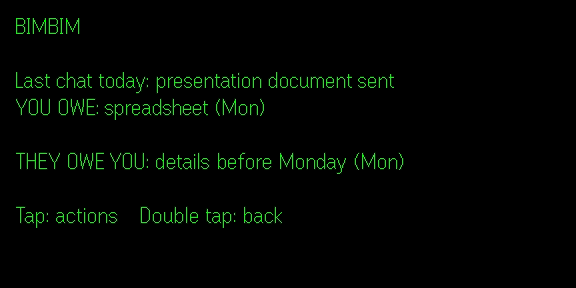 BIMBIM
Last chat today: presentation document sent
YOU OWE: spreadsheet (Mon)
THEY OWE YOU: details before Monday (Mon)
Tap: actions    Double tap: back